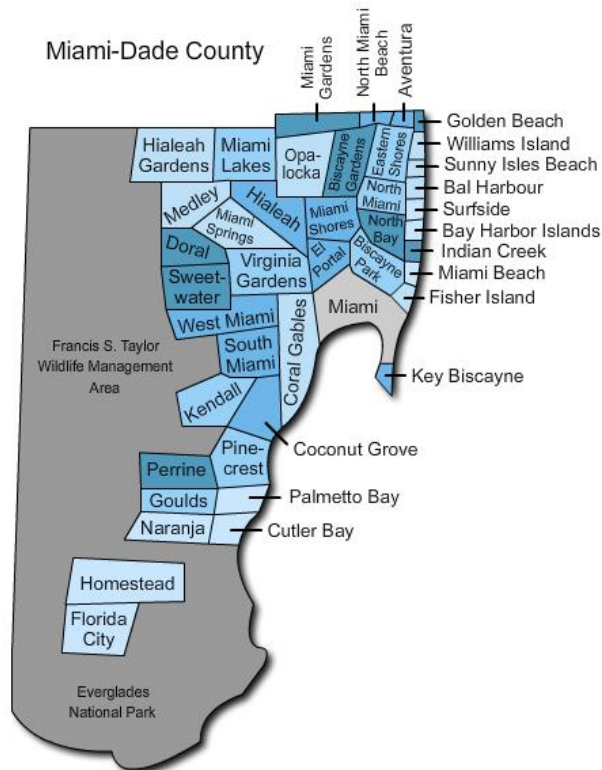 Miami-Dade County
Miami
Gardens
North Miami
Beach
Aventura
Golden Beach
Williams Island
Sunny Isles Beach
Bal Harbour
Surfside
Bay Harbor Islands
Indian Creek
Miami Beach
Fisher Island
Key Biscayne
Hialeah
Gardens
Miami
Lakes
Opa-
locka
Biscayne
Gardens
Eastern
Shores
North
Miami
North
Bay
Medley
Hialeah
Miami
Springs
Miami
Shores
El
Portal
Biscayne
Park
Doral
Virginia
Gardens
Sweet-
water
Miami
West Miami
Coral Gables
South
Miami
Francis S. Taylor
Wildlife Management
Area
Kendall
Coconut Grove
Pine-
crest
Perrine
Goulds
Palmetto Bay
Naranja
Cutler Bay
Homestead
Florida
City
Everglades
National Park